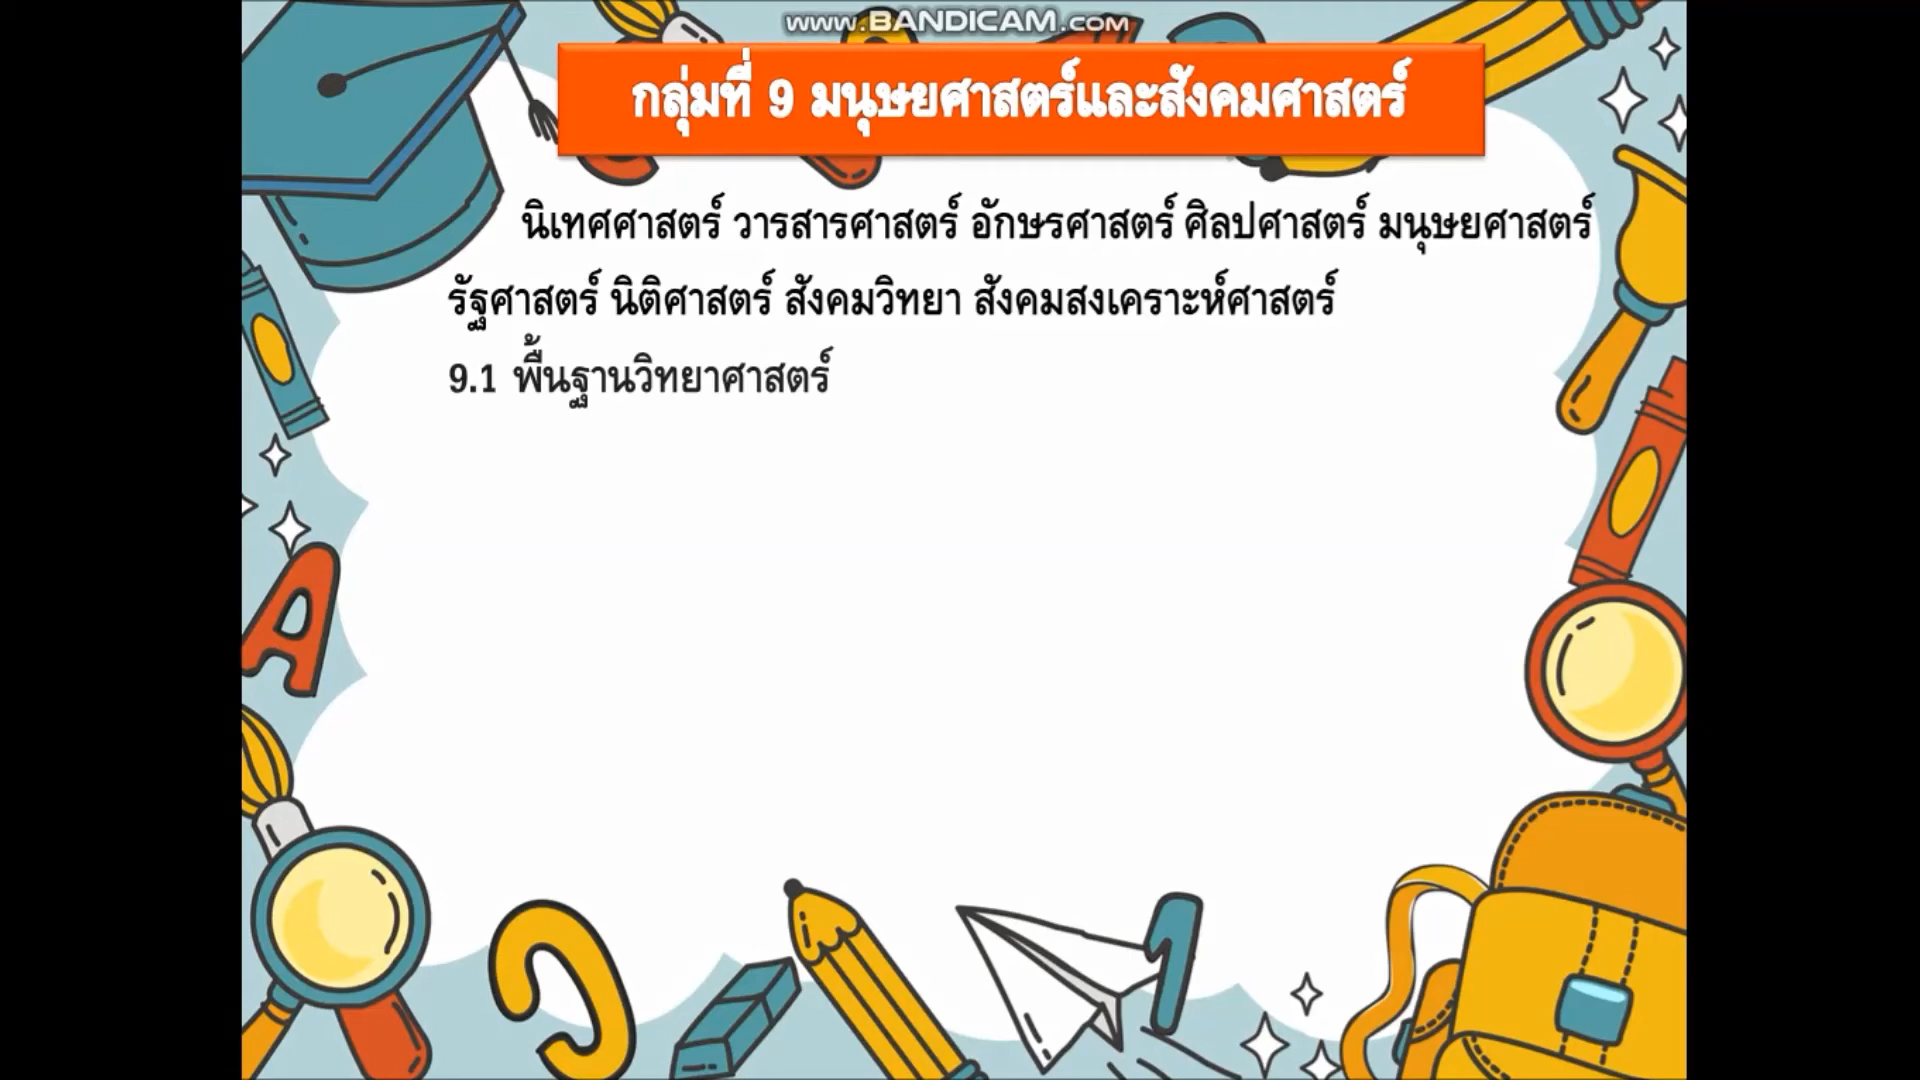 www.BANDICAM.com
กลุ่มที่ 9 มนุษยศาสตร์และสังคมศาสตร์
นิเทศศาสตร์ วารสารศาสตร์ อักษรศาสตร์ ศิลปศาสตร์ มนุษยศาสตร์
รัฐศาสตร์ นิติศาสตร์ สังคมวิทยา สังคมสงเคราะห์ศาสตร์
9.1 พื้นฐานวิทยาศาสตร์
A
1